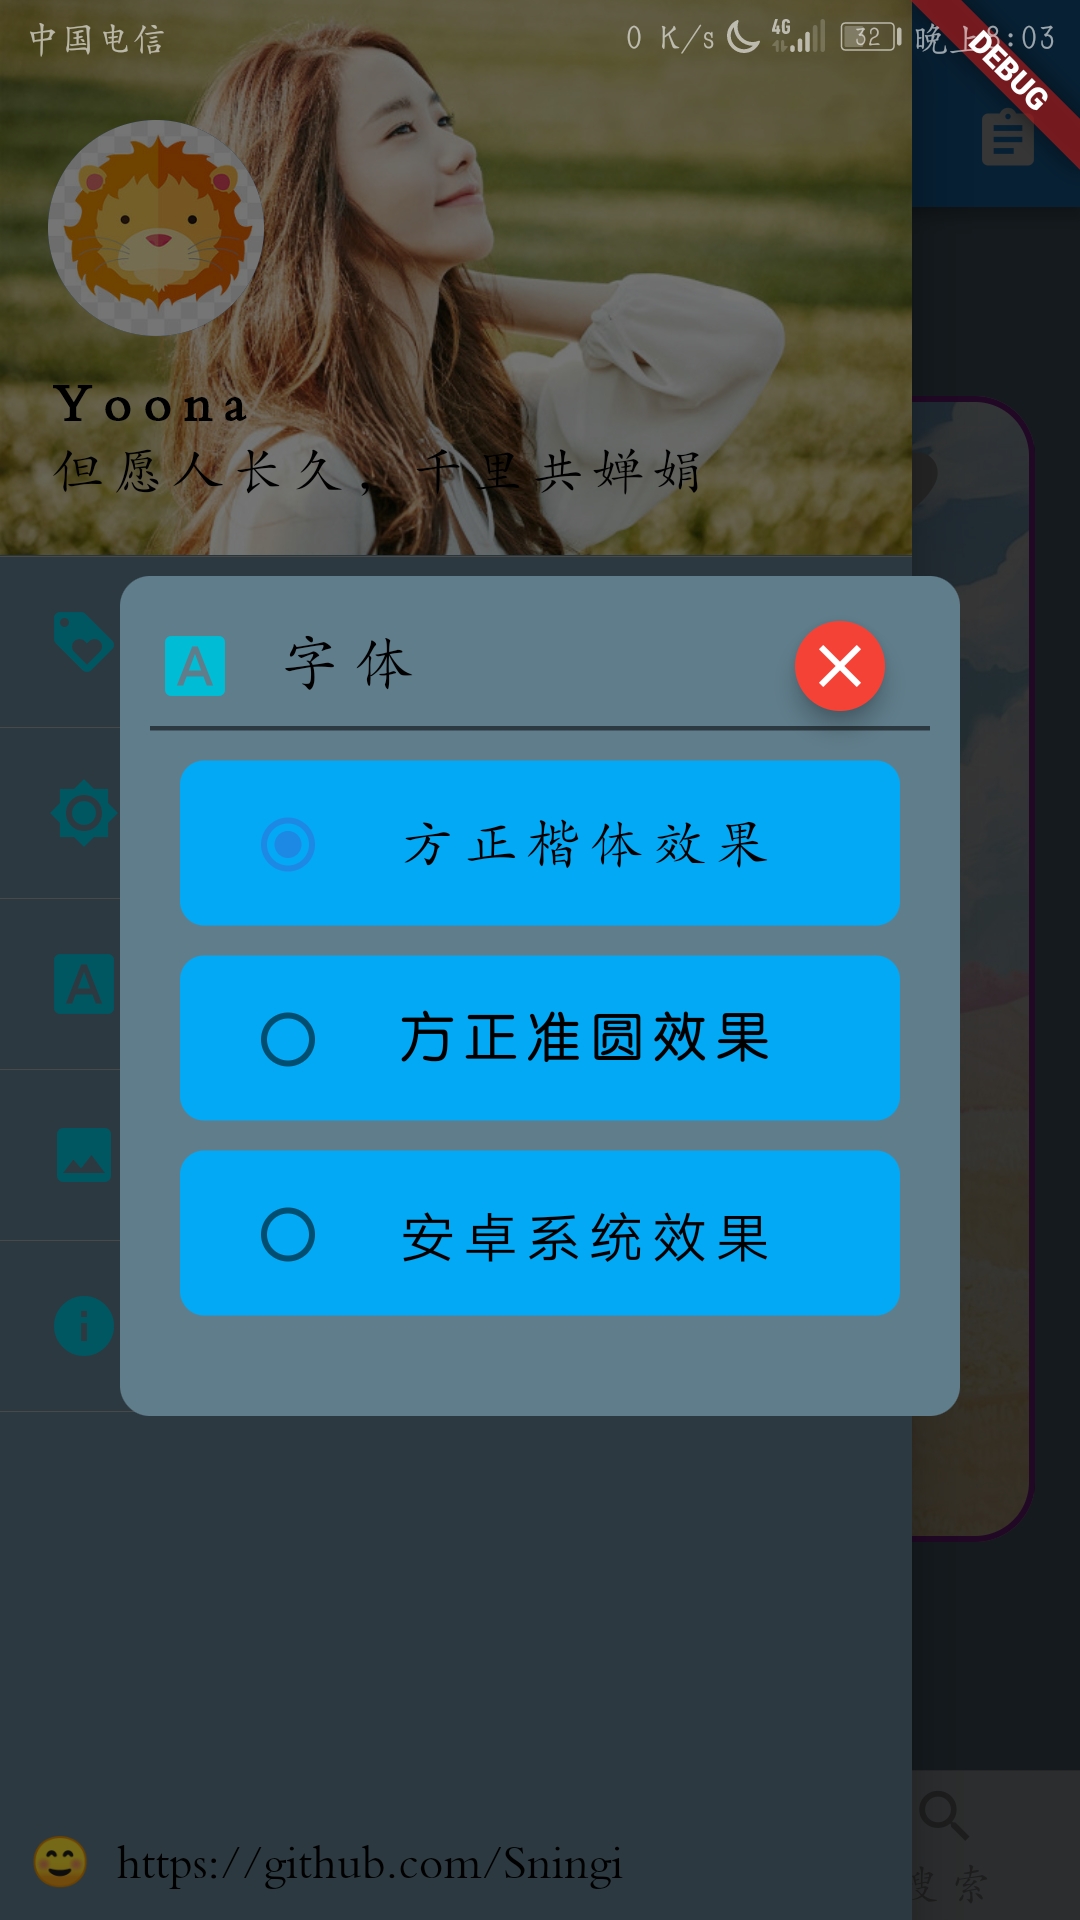 中国电信 0 K/s 4G 32 晚上8:03
DEBUG
Yoona
但愿人长久，千里共婵娟
A 字体
方正楷体效果
A
方正准圆效果
安卓系统效果
https://github.com/Sningi
搜索